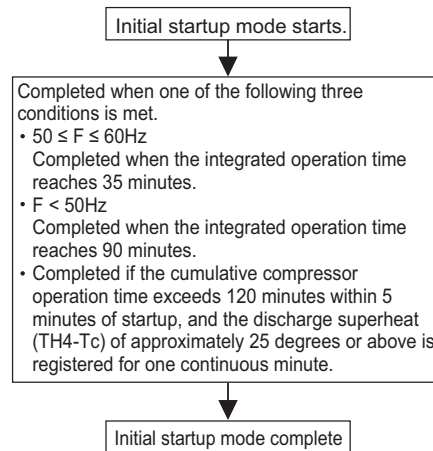 Initial startup mode starts.
Completed when one of the following three
conditions is met.
・50 ≤ F ≤ 60Hz
Completed when the integrated operation time
reaches 35 minutes.
・F < 50Hz
Completed when the integrated operation time
reaches 90 minutes.
・Completed if the cumulative compressor
operation time exceeds 120 minutes within 5
minutes of startup, and the discharge superheat
(TH4-Tc) of approximately 25 degrees or above is
registered for one continuous minute.
Initial startup mode complete